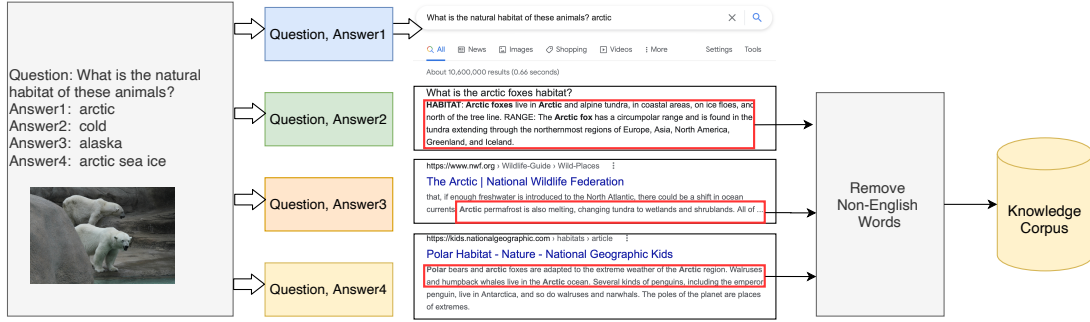 Question: What is the natural
habitat of these animals?
Answer1: arctic
Answer2: cold
Answer3: alaska
Answer4: arctic sea ice
Question, Answer1
Question, Answer2
Question, Answer3
Question, Answer4
What is the natural habitat of these animals? arctic
All
News
Images
Shopping
Videos
More
Settings
Tools
About 10,600,000 results (0.66 seconds)
What is the arctic foxes habitat?
HABITAT: Arctic foxes live in Arctic and alpine tundra, in coastal areas, on ice floes, and
north of the tree line. RANGE: The Arctic fox has a circumpolar range and is found in the
tundra extending through the northernmost regions of Europe, Asia, North America,
Greenland, and Iceland.
https://www.nwf.org › Wildlife-Guide › Wild-Places
The Arctic | National Wildlife Federation
that, if enough freshwater is introduced to the North Atlantic, there could be a shift in ocean
currents. Arctic permafrost is also melting, changing tundra to wetlands and shrublands. All of ...
https://kids.nationalgeographic.com › habitats › article
Polar Habitat - Nature - National Geographic Kids
Polar bears and arctic foxes are adapted to the extreme weather of the Arctic region. Walruses
and humpback whales live in the Arctic ocean. Several kinds of penguins, including the emperor
penguin, live in Antarctica, and so do walruses and narwhals. The poles of the planet are places
of extremes.
Remove
Non-English
Words
Knowledge
Corpus